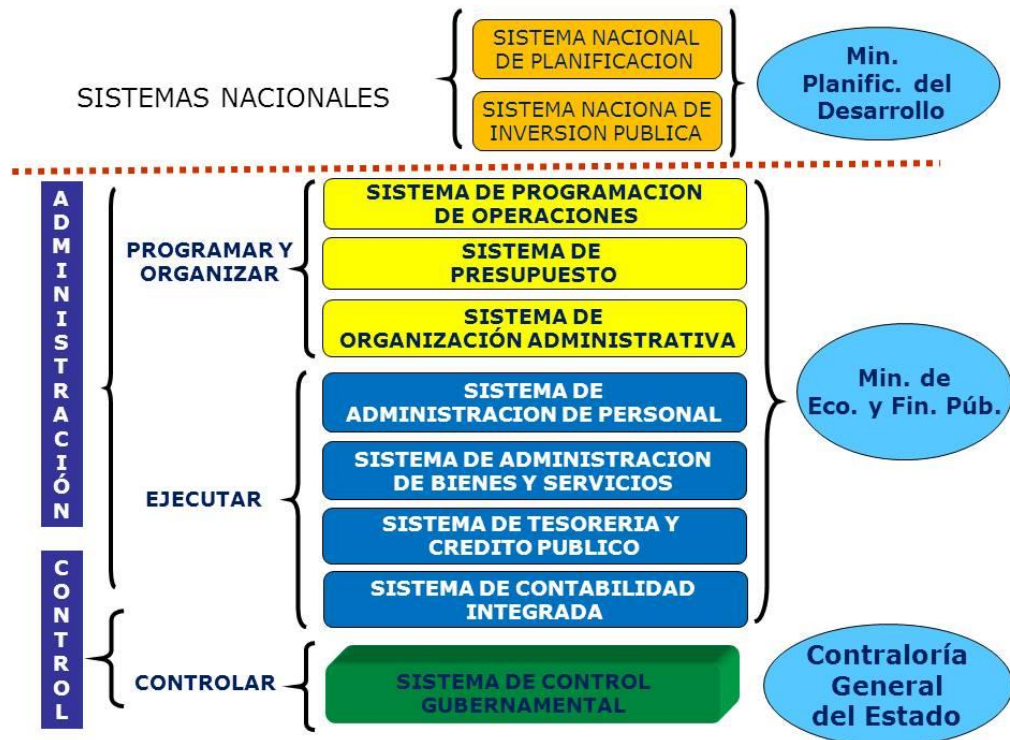 SISTEMAS NACIONALES
SISTEMA NACIONAL
DE PLANIFICACION
SISTEMA NACIONA DE
INVERSION PUBLICA
Min.
Planific. del
Desarrollo
ADMINISTRACIÓN
PROGRAMAR Y
ORGANIZAR
SISTEMA DE PROGRAMACION
DE OPERACIONES
SISTEMA DE
PRESUPUESTO
SISTEMA DE
ORGANIZACIÓN ADMINISTRATIVA
EJECUTAR
SISTEMA DE
ADMINISTRACION DE PERSONAL
SISTEMA DE ADMINISTRACION
DE BIENES Y SERVICIOS
SISTEMA DE TESORERIA Y
CREDITO PUBLICO
SISTEMA DE CONTABILIDAD
INTEGRADA
Min. de
Eco. y Fin. Púb.
CONTROL
CONTROLAR
SISTEMA DE CONTROL
GUBERNAMENTAL
Contraloría
General
del Estado